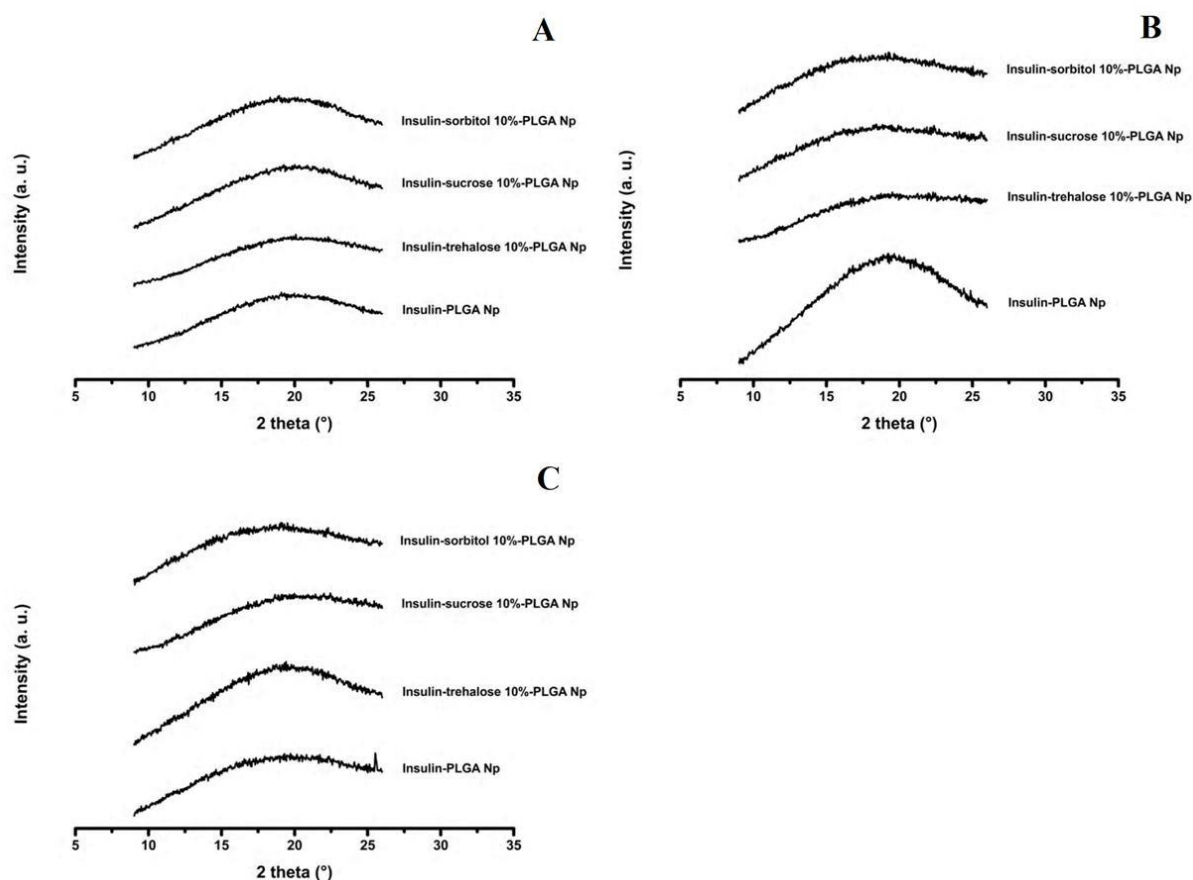 A
Intensity (a. u.)
Insulin-sorbitol 10%-PLGA Np
Insulin-sucrose 10%-PLGA Np
Insulin-trehalose 10%-PLGA Np
Insulin-PLGA Np
5 10 15 20 25 30 35
2 theta (°)
B
Intensity (a. u.)
Insulin-sorbitol 10%-PLGA Np
Insulin-sucrose 10%-PLGA Np
Insulin-trehalose 10%-PLGA Np
Insulin-PLGA Np
5 10 15 20 25 30 35
2 theta (°)
C
Intensity (a. u.)
Insulin-sorbitol 10%-PLGA Np
Insulin-sucrose 10%-PLGA Np
Insulin-trehalose 10%-PLGA Np
Insulin-PLGA Np
5 10 15 20 25 30 35
2 theta (°)